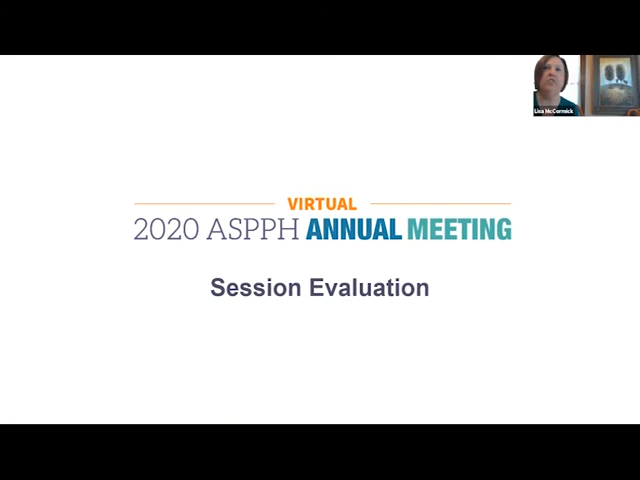 Lisa McCormick
VIRTUAL
2020 ASPPH ANNUAL MEETING
Session Evaluation